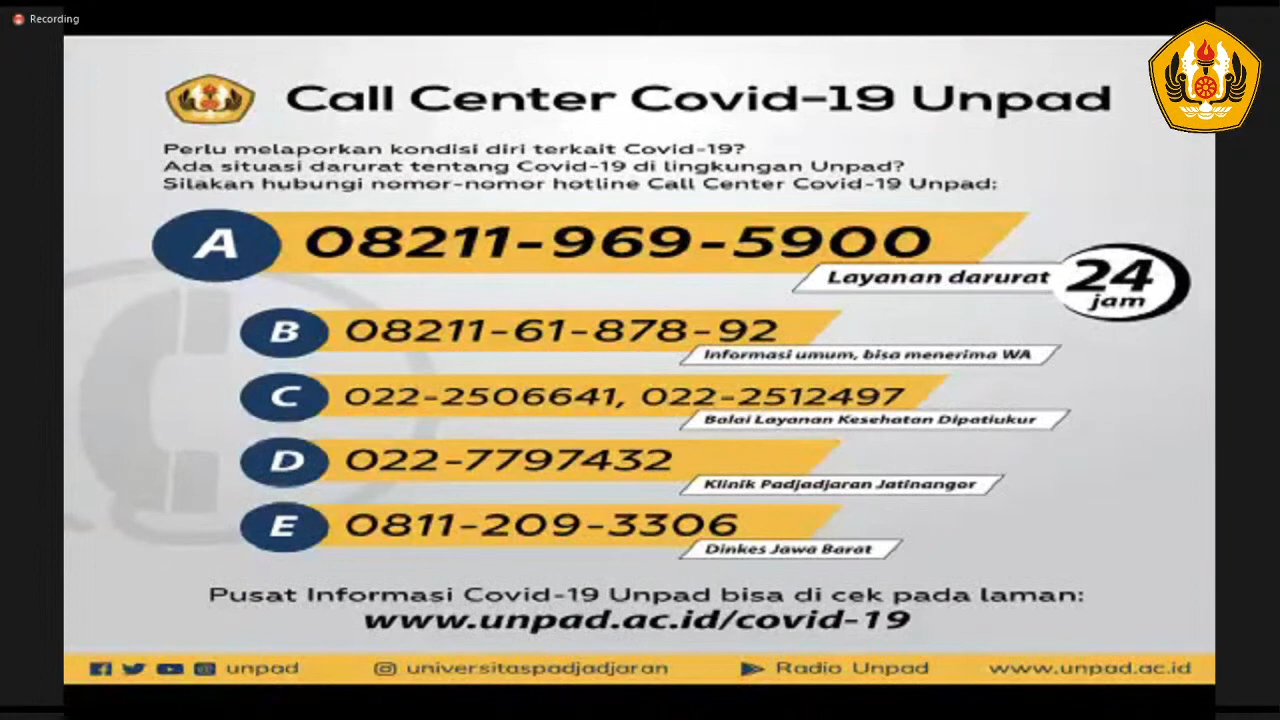 Recording
Call Center Covid-19 Unpad
Perlu melaporkan kondisi diri terkait Covid-19?
Ada situasi darurat tentang Covid-19 di lingkungan Unpad?
Silakan hubungi nomor-nomor hotline Call Center Covid-19 Unpad:
A 08211-969-5900
Layanan darurat 24 jam
B 08211-61-878-92
Informasi umum, bisa menerima WA
C 022-2506641, 022-2512497
Balai Layanan Kesehatan Dipatiukur
D 022-7797432
Klinik Padjadjaran Jatinangor
E 0811-209-3306
Dinkes Jawa Barat
Pusat Informasi Covid-19 Unpad bisa di cek pada laman:
www.unpad.ac.id/covid-19
unpad universitaspadjadjaran Radio Unpad www.unpad.ac.id